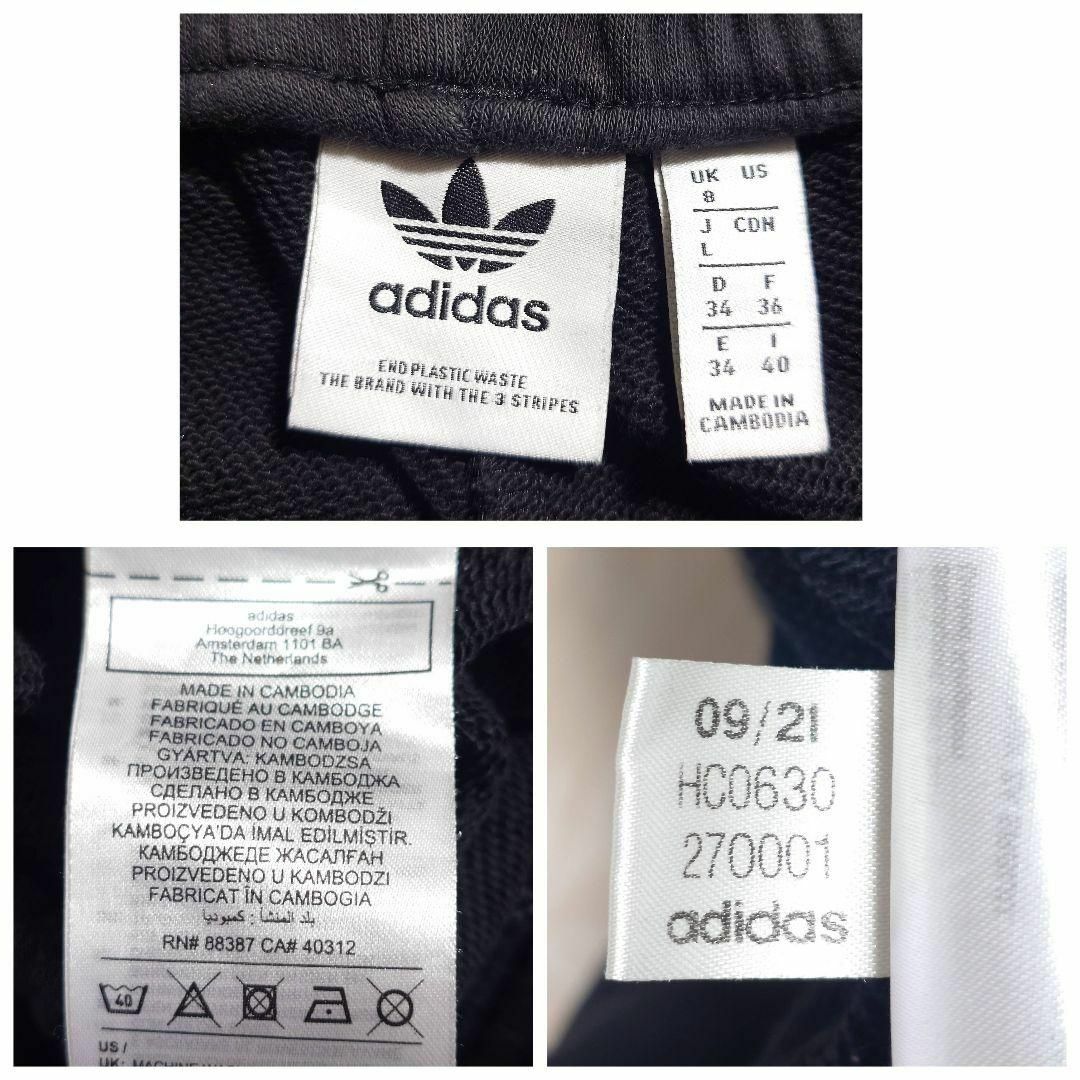 adidas
END PLASTIC WASTE
THE BRAND WITH THE 3 STRIPES
UK US
8
J CDN
L
D F
34 36
E I
34 40
MADE IN
CAMBODIA
adidas
Hoogoorddreef 9a
Amsterdam 1101 BA
The Netherlands
MADE IN CAMBODIA
FABRIQUÉ AU CAMBODGE
FABRICADO EN CAMBOYA
FABRICADO NO CAMBOJA
GYÁRTVA: KAMBODZSA
ПРОИЗВЕДЕНО В КАМБОДЖА
СДЕЛАНО В КАМБОДЖЕ
PROIZVEDENO U KOMBODŽI
KAMBOÇYA'DA İMAL EDİLMİŞTİR.
КАМБОДЖЕДЕ ЖАСАЛҒАН
PROIZVEDENO U KAMBODZI
FABRICAT ÎN CAMBOGIA
بلد المنشأ : كمبوديا
RN# 88387 CA# 40312
40
US /
UK:
09/21
HC0630
270001
adidas